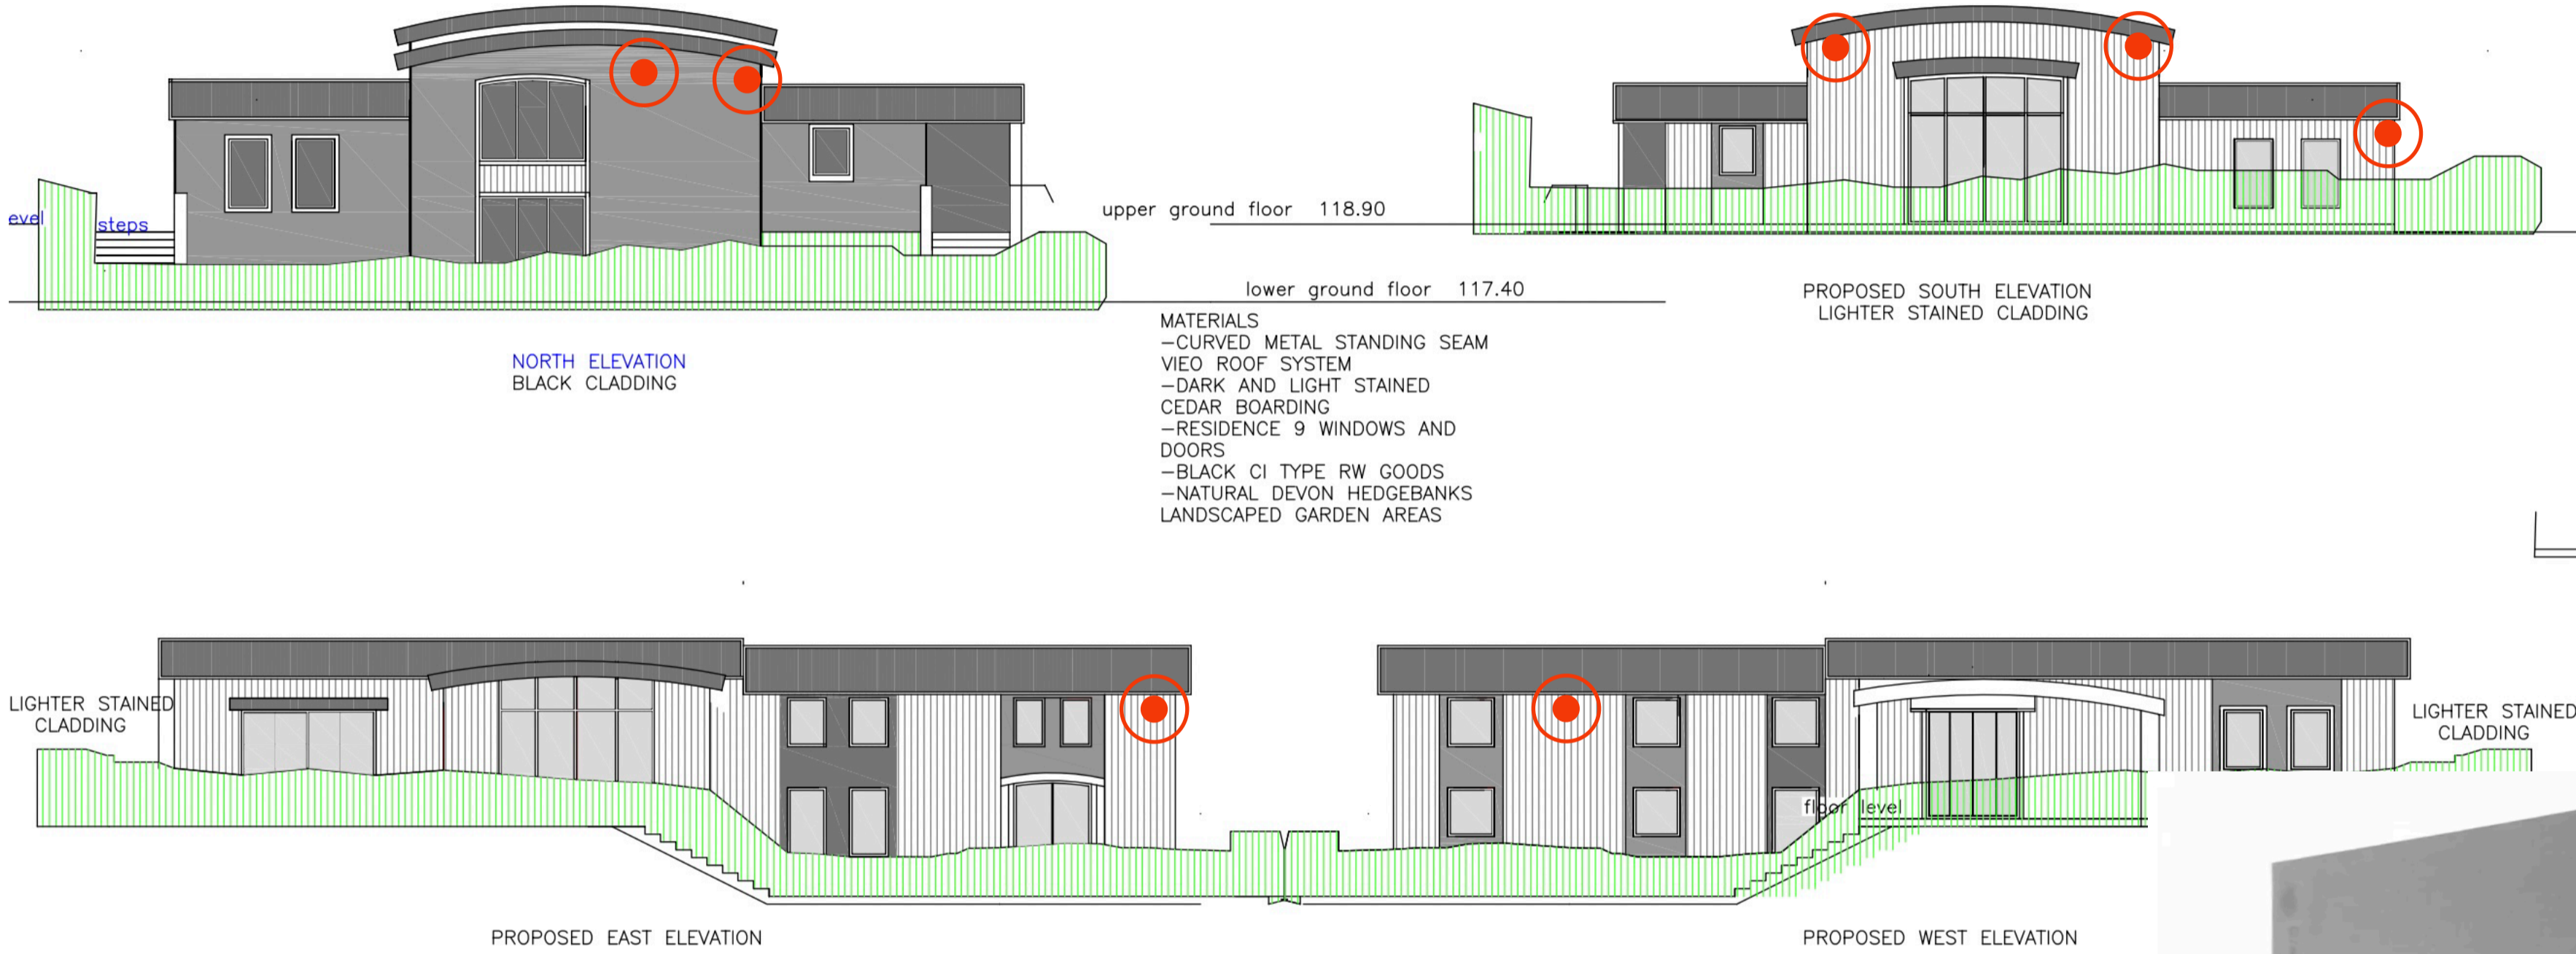 evel
steps
upper ground floor 118.90
lower ground floor 117.40
NORTH ELEVATION
BLACK CLADDING
PROPOSED SOUTH ELEVATION
LIGHTER STAINED CLADDING
MATERIALS
-CURVED METAL STANDING SEAM
VIEO ROOF SYSTEM
-DARK AND LIGHT STAINED
CEDAR BOARDING
-RESIDENCE 9 WINDOWS AND
DOORS
-BLACK CI TYPE RW GOODS
-NATURAL DEVON HEDGEBANKS
LANDSCAPED GARDEN AREAS
LIGHTER STAINED
CLADDING
LIGHTER STAINED
CLADDING
floor level
PROPOSED EAST ELEVATION
PROPOSED WEST ELEVATION